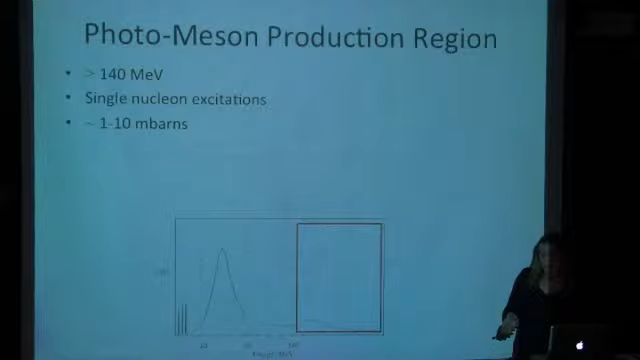 Photo-Meson Production Region
• > 140 MeV
• Single nucleon excitations
• ~ 1-10 mbarns